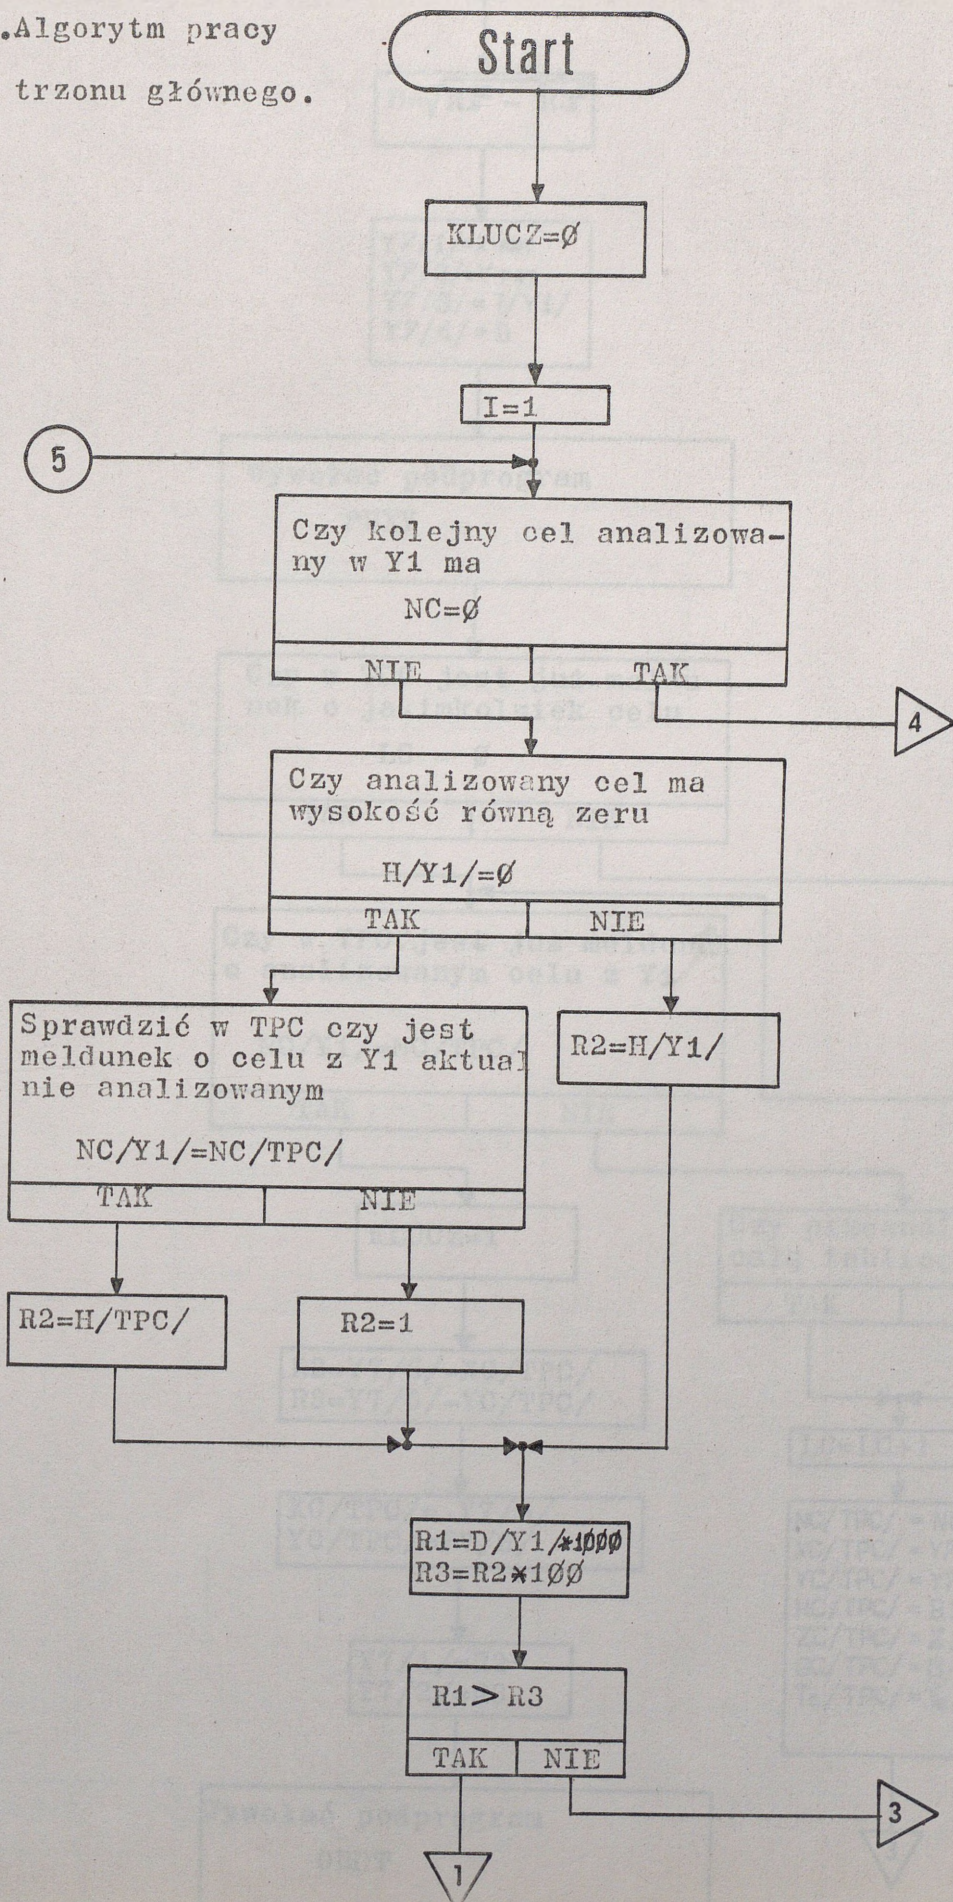 .Algorytm pracy
trzonu głównego.
Start
KLUCZ=Ø
I=1
5
Czy kolejny cel analizowa-
ny w Y1 ma
NC=Ø
NIE TAK
4
Czy analizowany cel ma
wysokość równą zeru
H/Y1/=Ø
TAK NIE
Sprawdzić w TPC czy jest
meldunek o celu z Y1 aktual
nie analizowanym
NC/Y1/=NC/TPC/
TAK NIE
R2=H/Y1/
R2=H/TPC/
R2=1
R1=D/Y1/*1ØØØ
R3=R2*1ØØ
R1>R3
TAK NIE
3
1